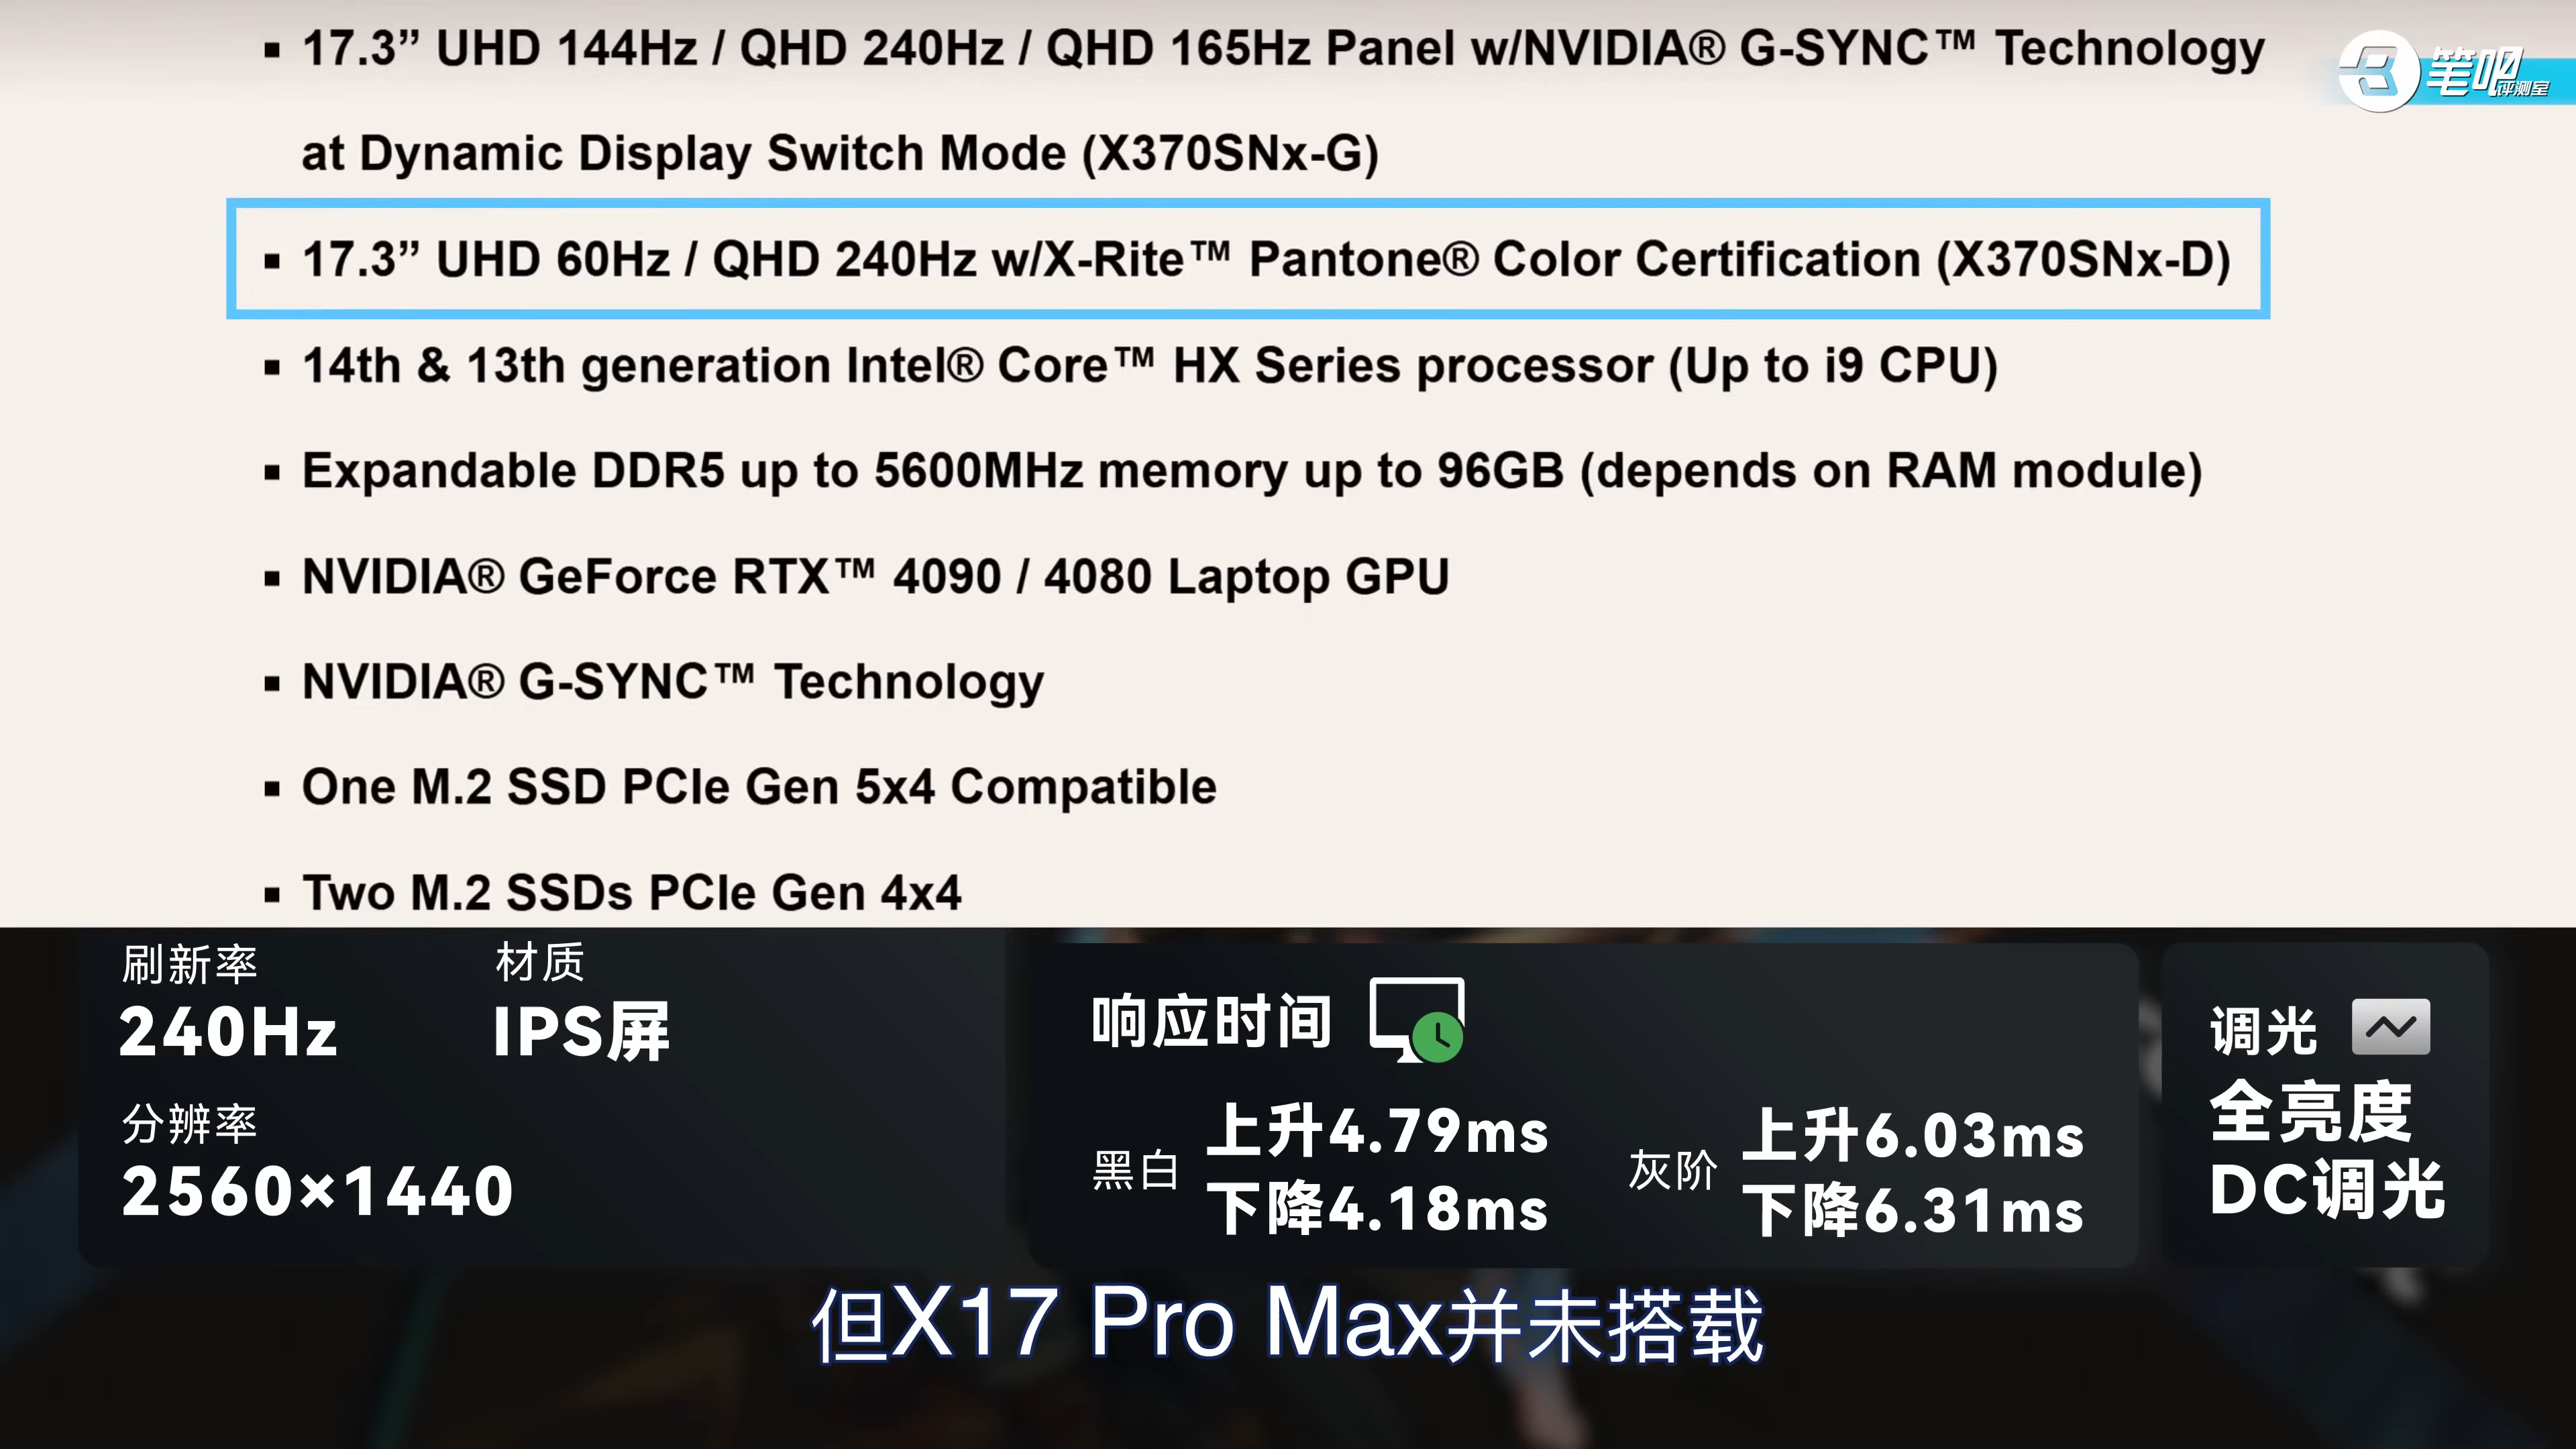 ▪ 17.3” UHD 144Hz / QHD 240Hz / QHD 165Hz Panel w/NVIDIA® G-SYNC™ Technology
at Dynamic Display Switch Mode (X370SNx-G)
笔吧评测室
▪ 17.3” UHD 60Hz / QHD 240Hz w/X-Rite™ Pantone® Color Certification (X370SNx-D)
▪ 14th & 13th generation Intel® Core™ HX Series processor (Up to i9 CPU)
▪ Expandable DDR5 up to 5600MHz memory up to 96GB (depends on RAM module)
▪ NVIDIA® GeForce RTX™ 4090 / 4080 Laptop GPU
▪ NVIDIA® G-SYNC™ Technology
▪ One M.2 SSD PCIe Gen 5x4 Compatible
▪ Two M.2 SSDs PCIe Gen 4x4
刷新率
240Hz
材质
IPS屏
分辨率
2560×1440
响应时间
黑白
上升4.79ms
下降4.18ms
灰阶
上升6.03ms
下降6.31ms
调光
全亮度
DC调光
但X17 Pro Max并未搭载